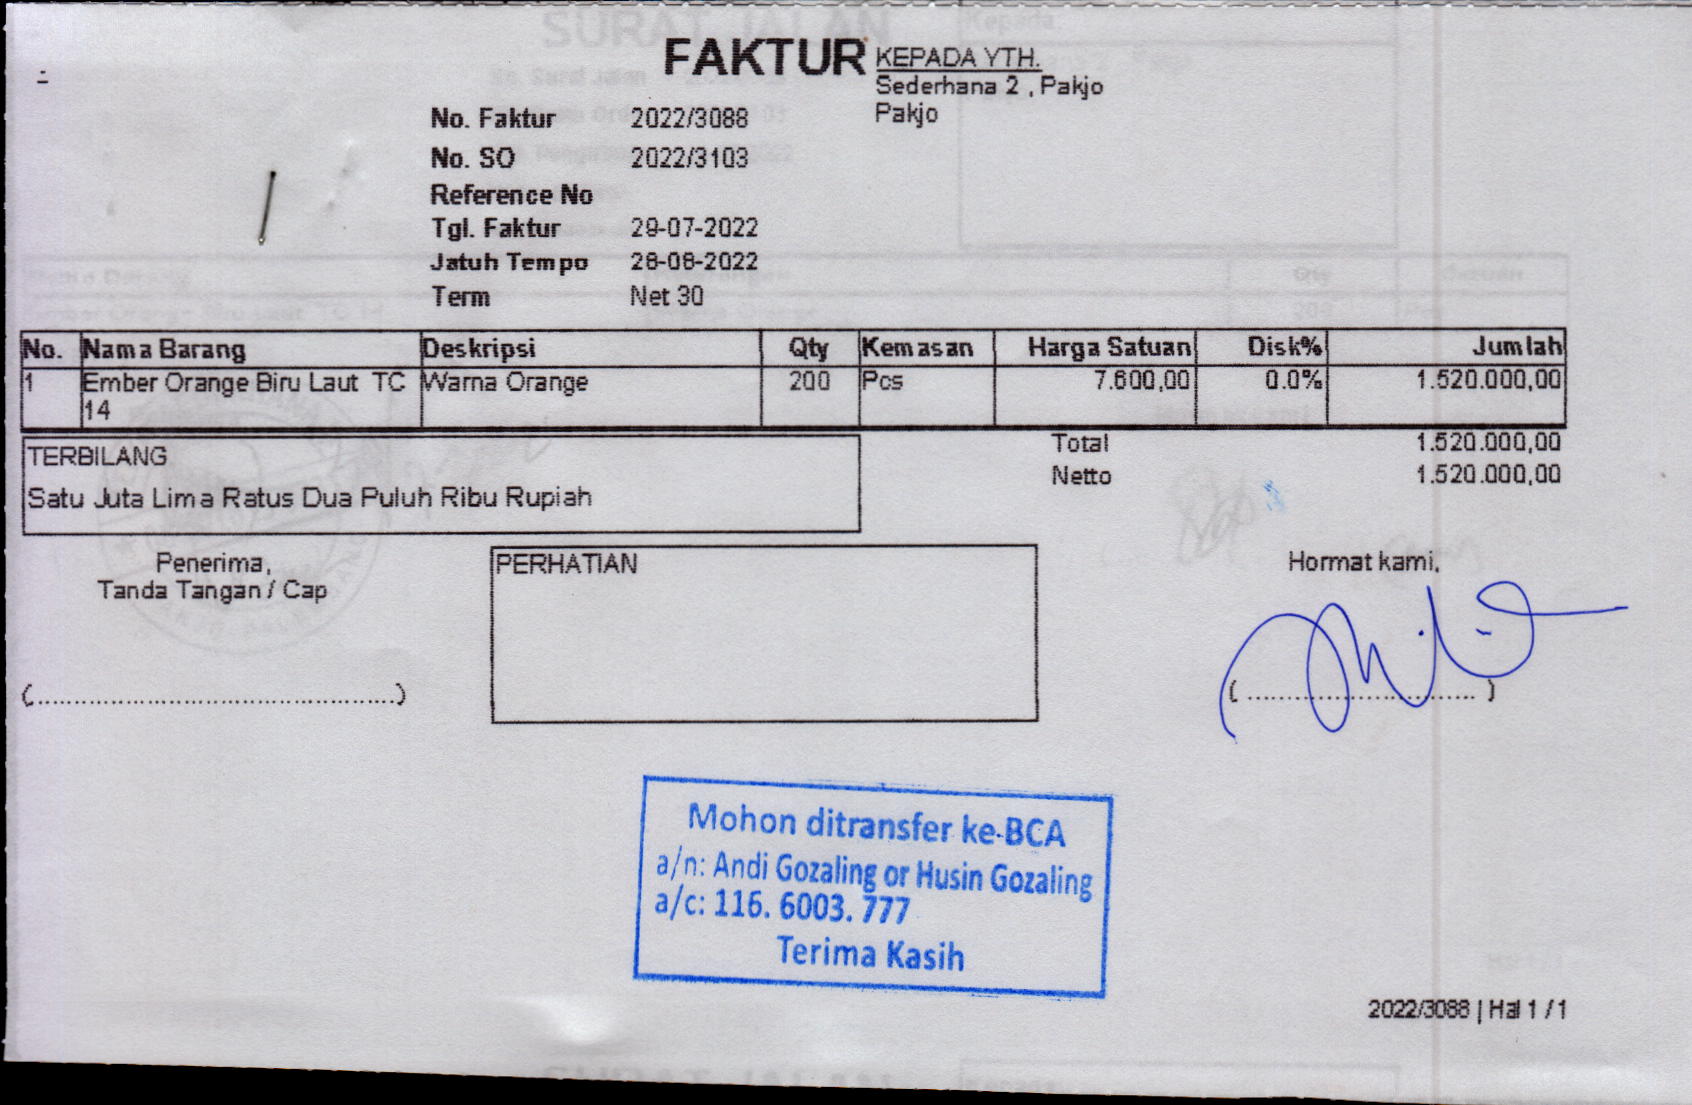 FAKTUR
KEPADA YTH.
Sederhana 2 , Pakjo
Pakjo
No. Faktur 2022/3088
No. SO 2022/3103
Reference No
Tgl. Faktur 29-07-2022
Jatuh Tempo 28-08-2022
Term Net 30
No. Nama Barang Deskripsi Qty Kemasan Harga Satuan Disk% Jumlah
1 Ember Orange Biru Laut TC Warna Orange 200 Pcs 7.600,00 0.0% 1.520.000,00
14
Total 1.520.000,00
Netto 1.520.000,00
TERBILANG
Satu Juta Lima Ratus Dua Puluh Ribu Rupiah
Penerima,
Tanda Tangan / Cap
(..............................................)
PERHATIAN
Hormat kami,
( ............................. )
Mohon ditransfer ke-BCA
a/n: Andi Gozaling or Husin Gozaling
a/c: 116. 6003. 777
Terima Kasih
2022/3088 | Hal 1 / 1